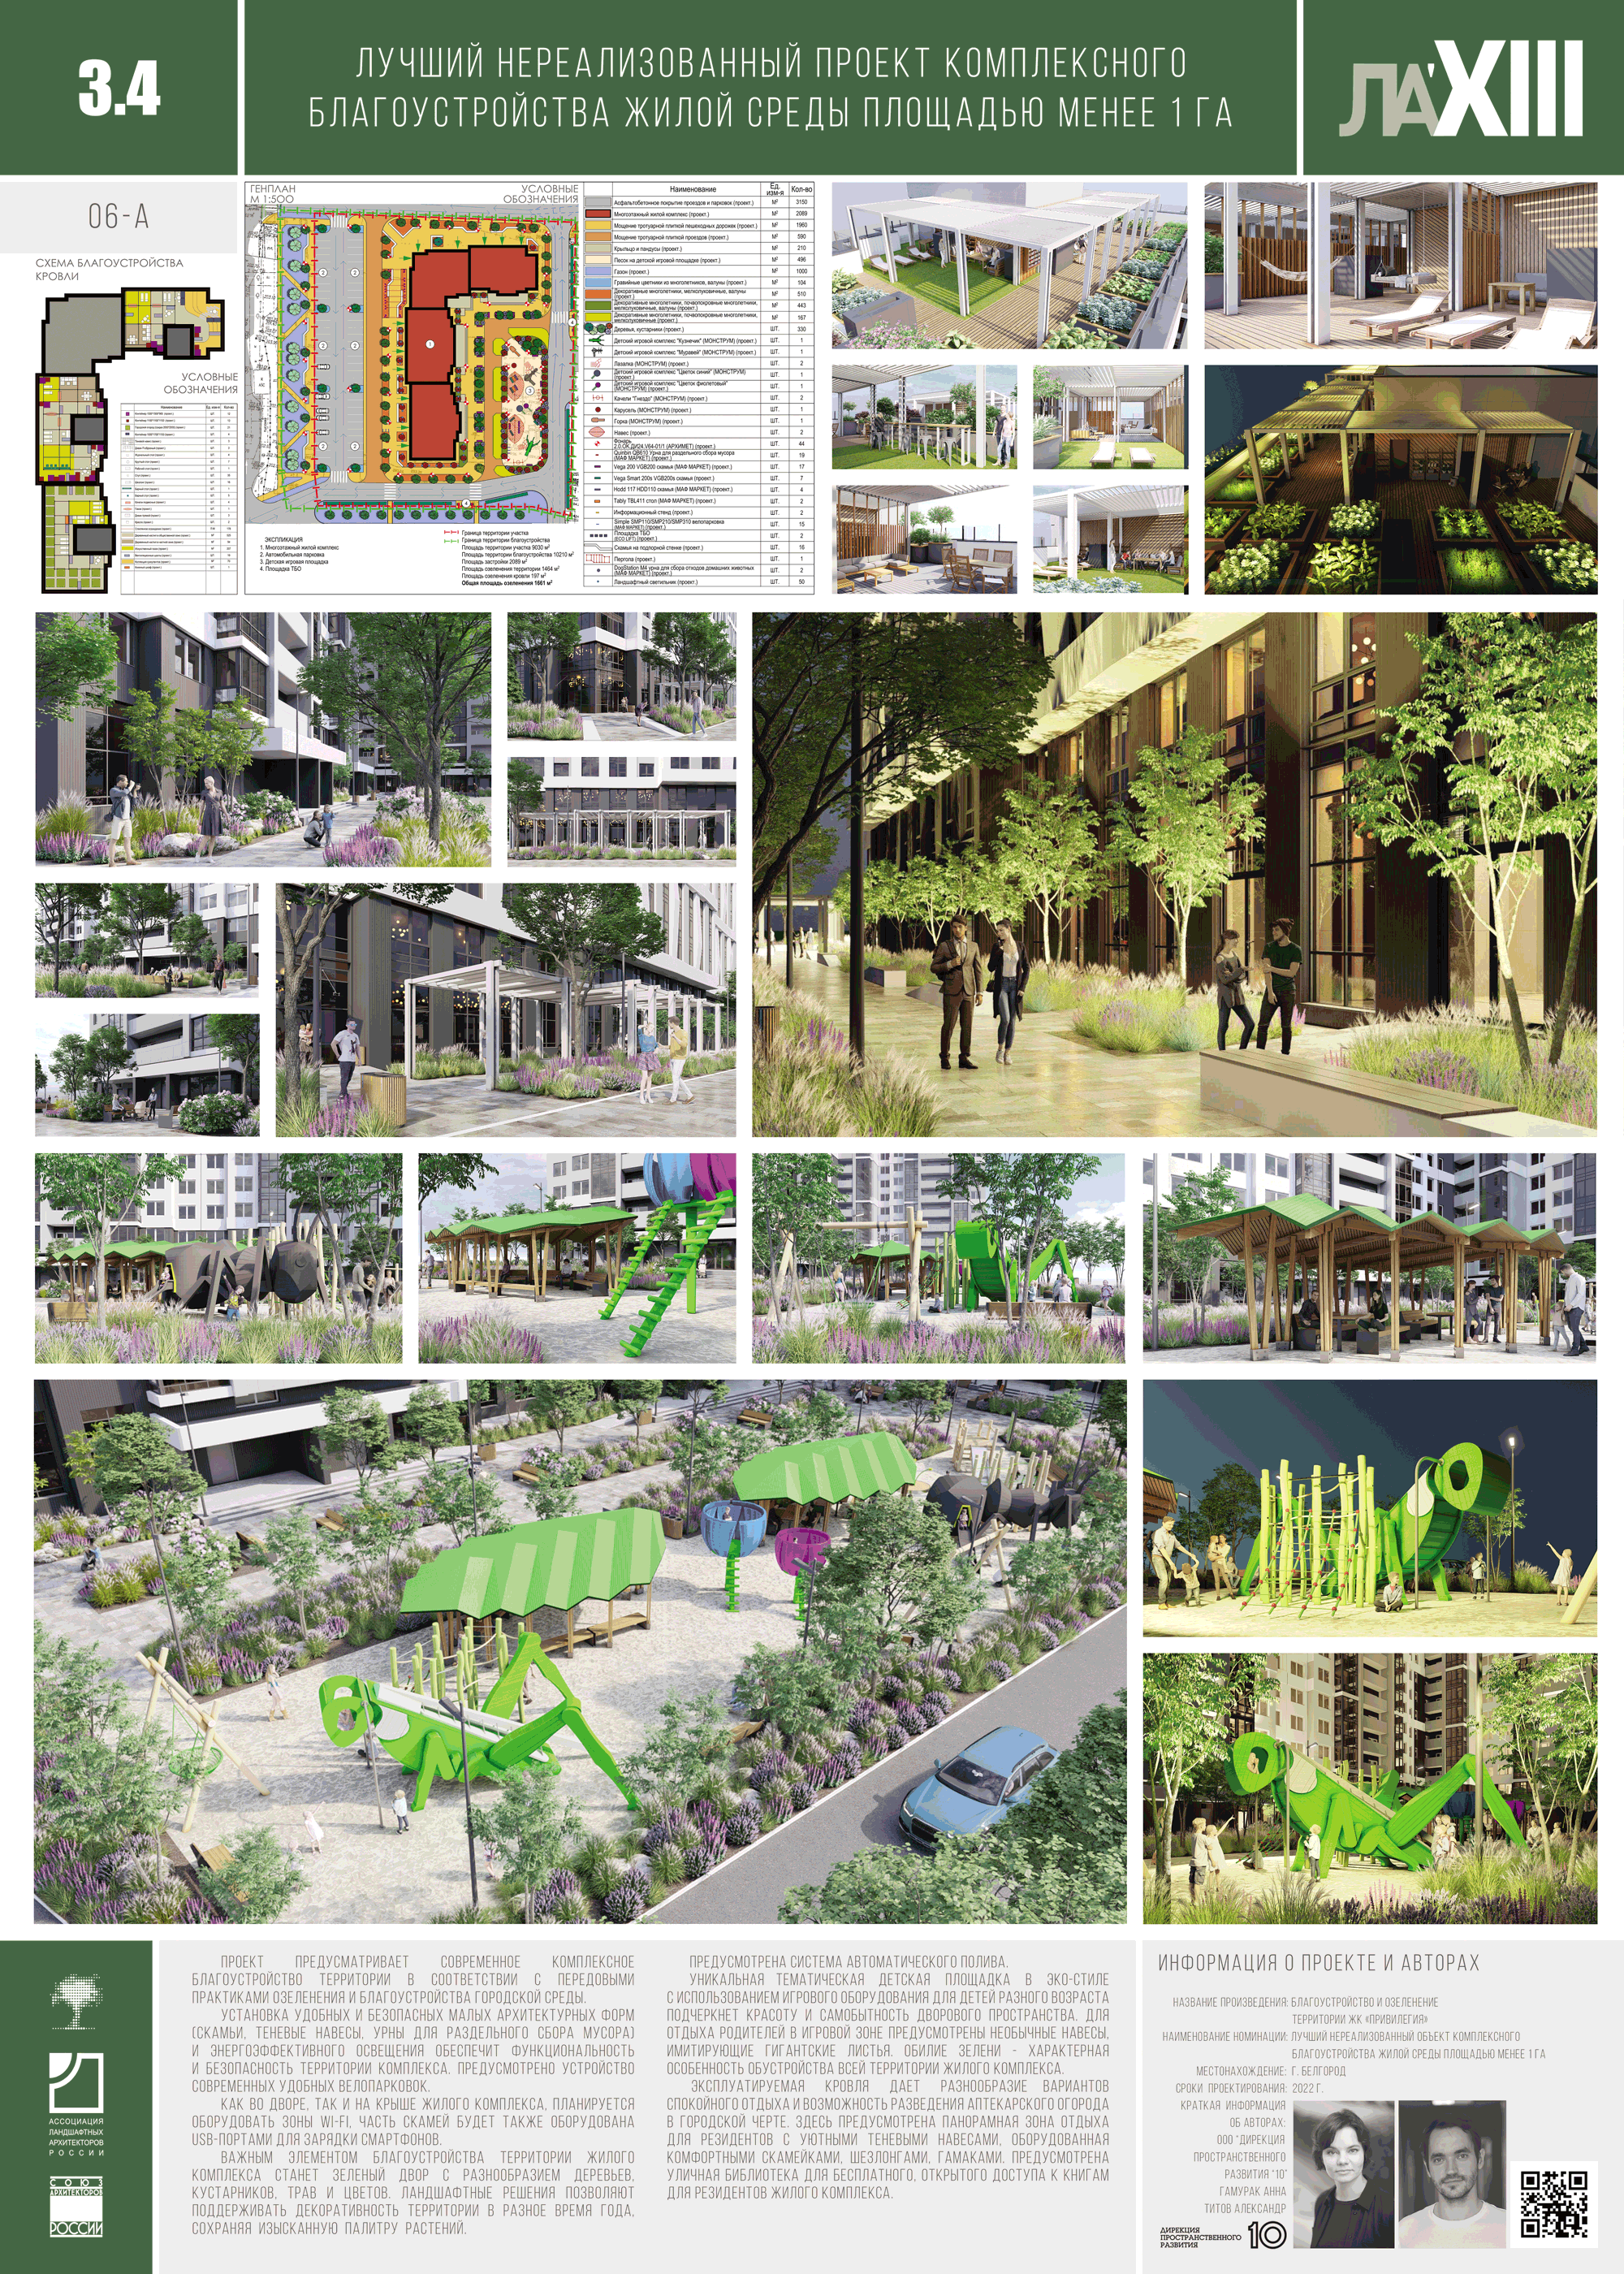 3.4
ЛУЧШИЙ НЕРЕАЛИЗОВАННЫЙ ПРОЕКТ КОМПЛЕКСНОГО
БЛАГОУСТРОЙСТВА ЖИЛОЙ СРЕДЫ ПЛОЩАДЬЮ МЕНЕЕ 1 ГА
ЛА'XIII
06-А
СХЕМА БЛАГОУСТРОЙСТВА
КРОВЛИ
УСЛОВНЫЕ
ОБОЗНАЧЕНИЯ
ГЕНПЛАН
М 1:500
УСЛОВНЫЕ
ОБОЗНАЧЕНИЯ
ЭКСПЛИКАЦИЯ
1. Многоэтажный жилой комплекс
2. Автомобильная парковка
3. Детская игровая площадка
4. Площадка ТБО
Граница территории участка
Граница территории благоустройства
Площадь территории участка 9030 м²
Площадь территории благоустройства 10210 м²
Площадь застройки 2089 м²
Площадь озеленения территории 1464 м²
Площадь озеленения кровли 197 м²
Общая площадь озеленения 1661 м²
Наименование Ед. изм-я Кол-во
Асфальтобетонное покрытие проездов и парковок (проект.) М² 3150
Многоэтажный жилой комплекс (проект.) М² 2089
Мощение тротуарной плиткой пешеходных дорожек (проект.) М² 1960
Мощение тротуарной плиткой проездов (проект.) М² 590
Крыльцо и пандусы (проект.) М² 210
Песок на детской игровой площадке (проект.) М² 496
Газон (проект.) М² 1000
Гравийные цветники из многолетников, валуны (проект.) М² 104
Декоративные многолетники, мелколуковичные, валуны (проект.) М² 510
Декоративные многолетники, почвопокровные многолетники, мелколуковичные, валуны (проект.) М² 443
Декоративные многолетники, почвопокровные многолетники, мелколуковичные (проект.) М² 167
Деревья, кустарники (проект.) ШТ. 330
Детский игровой комплекс "Кузнечик" (МОНСТРУМ) (проект.) ШТ. 1
Детский игровой комплекс "Муравей" (МОНСТРУМ) (проект.) ШТ. 1
Лазалка (МОНСТРУМ) (проект.) ШТ. 2
Детский игровой комплекс "Цветок синий" (МОНСТРУМ) (проект.) ШТ. 1
Детский игровой комплекс "Цветок фиолетовый" (МОНСТРУМ) (проект.) ШТ. 1
Качели "Гнездо" (МОНСТРУМ) (проект.) ШТ. 2
Карусель (МОНСТРУМ) (проект.) ШТ. 1
Горка (МОНСТРУМ) (проект.) ШТ. 1
Навес (проект.) ШТ. 2
Фонарь (АРХИМЕТ) (проект.) ШТ. 44
Quinbin QB610 Урна для раздельного сбора мусора (МАФ МАРКЕТ) (проект.) ШТ. 19
Vega 200 VGB200 скамья (МАФ МАРКЕТ) (проект.) ШТ. 17
Vega Smart 200s VGB200s скамья (проект.) ШТ. 7
Hodd 117 HDD110 скамья (МАФ МАРКЕТ) (проект.) ШТ. 4
Tably TBL411 стол (МАФ МАРКЕТ) (проект.) ШТ. 2
Информационный стенд (проект.) ШТ. 2
Simple SMP110/SMP210/SMP310 велопарковка (МАФ МАРКЕТ) (проект.) ШТ. 15
Площадка ТБО (ECO LIFT) (проект.) ШТ. 2
Скамья на подпорной стенке (проект.) ШТ. 16
Пергола (проект.) ШТ. 1
DogStation M4 урна для сбора отходов домашних животных (МАФ МАРКЕТ) (проект.) ШТ. 2
Ландшафтный светильник (проект.) ШТ. 50
АССОЦИАЦИЯ
ЛАНДШАФТНЫХ
АРХИТЕКТОРОВ
РОССИИ
СОЮЗ
АРХИТЕКТОРОВ
РОССИИ
ПРОЕКТ ПРЕДУСМАТРИВАЕТ СОВРЕМЕННОЕ КОМПЛЕКСНОЕ
БЛАГОУСТРОЙСТВО ТЕРРИТОРИИ В СООТВЕТСТВИИ С ПЕРЕДОВЫМИ
ПРАКТИКАМИ ОЗЕЛЕНЕНИЯ И БЛАГОУСТРОЙСТВА ГОРОДСКОЙ СРЕДЫ.
УСТАНОВКА УДОБНЫХ И БЕЗОПАСНЫХ МАЛЫХ АРХИТЕКТУРНЫХ ФОРМ
(СКАМЬИ, ТЕНЕВЫЕ НАВЕСЫ, УРНЫ ДЛЯ РАЗДЕЛЬНОГО СБОРА МУСОРА)
И ЭНЕРГОЭФФЕКТИВНОГО ОСВЕЩЕНИЯ ОБЕСПЕЧИТ ФУНКЦИОНАЛЬНОСТЬ
И БЕЗОПАСНОСТЬ ТЕРРИТОРИИ КОМПЛЕКСА. ПРЕДУСМОТРЕНО УСТРОЙСТВО
СОВРЕМЕННЫХ УДОБНЫХ ВЕЛОПАРКОВОК.
КАК ВО ДВОРЕ, ТАК И НА КРЫШЕ ЖИЛОГО КОМПЛЕКСА, ПЛАНИРУЕТСЯ
ОБОРУДОВАТЬ ЗОНЫ WI-FI, ЧАСТЬ СКАМЕЙ БУДЕТ ТАКЖЕ ОБОРУДОВАНА
USB-ПОРТАМИ ДЛЯ ЗАРЯДКИ СМАРТФОНОВ.
ВАЖНЫМ ЭЛЕМЕНТОМ БЛАГОУСТРОЙСТВА ТЕРРИТОРИИ ЖИЛОГО
КОМПЛЕКСА СТАНЕТ ЗЕЛЕНЫЙ ДВОР С РАЗНООБРАЗИЕМ ДЕРЕВЬЕВ,
КУСТАРНИКОВ, ТРАВ И ЦВЕТОВ. ЛАНДШАФТНЫЕ РЕШЕНИЯ ПОЗВОЛЯЮТ
ПОДДЕРЖИВАТЬ ДЕКОРАТИВНОСТЬ ТЕРРИТОРИИ В РАЗНОЕ ВРЕМЯ ГОДА,
СОХРАНЯЯ ИЗЫСКАННУЮ ПАЛИТРУ РАСТЕНИЙ.
ПРЕДУСМОТРЕНА СИСТЕМА АВТОМАТИЧЕСКОГО ПОЛИВА.
УНИКАЛЬНАЯ ТЕМАТИЧЕСКАЯ ДЕТСКАЯ ПЛОЩАДКА В ЭКО-СТИЛЕ
С ИСПОЛЬЗОВАНИЕМ ИГРОВОГО ОБОРУДОВАНИЯ ДЛЯ ДЕТЕЙ РАЗНОГО ВОЗРАСТА
ПОДЧЕРКНЕТ КРАСОТУ И САМОБЫТНОСТЬ ДВОРОВОГО ПРОСТРАНСТВА. ДЛЯ
ОТДЫХА РОДИТЕЛЕЙ В ИГРОВОЙ ЗОНЕ ПРЕДУСМОТРЕНЫ НЕОБЫЧНЫЕ НАВЕСЫ,
ИМИТИРУЮЩИЕ ГИГАНТСКИЕ ЛИСТЬЯ. ОБИЛИЕ ЗЕЛЕНИ - ХАРАКТЕРНАЯ
ОСОБЕННОСТЬ ОБУСТРОЙСТВА ВСЕЙ ТЕРРИТОРИИ ЖИЛОГО КОМПЛЕКСА.
ЭКСПЛУАТИРУЕМАЯ КРОВЛЯ ДАЕТ РАЗНООБРАЗИЕ ВАРИАНТОВ
СПОКОЙНОГО ОТДЫХА И ВОЗМОЖНОСТЬ РАЗВЕДЕНИЯ АПТЕКАРСКОГО ОГОРОДА
В ГОРОДСКОЙ ЧЕРТЕ. ЗДЕСЬ ПРЕДУСМОТРЕНА ПАНОРАМНАЯ ЗОНА ОТДЫХА
ДЛЯ РЕЗИДЕНТОВ С УЮТНЫМИ ТЕНЕВЫМИ НАВЕСАМИ, ОБОРУДОВАННАЯ
КОМФОРТНЫМИ СКАМЕЙКАМИ, ШЕЗЛОНГАМИ, ГАМАКАМИ. ПРЕДУСМОТРЕНА
УЛИЧНАЯ БИБЛИОТЕКА ДЛЯ БЕСПЛАТНОГО, ОТКРЫТОГО ДОСТУПА К КНИГАМ
ДЛЯ РЕЗИДЕНТОВ ЖИЛОГО КОМПЛЕКСА.
ИНФОРМАЦИЯ О ПРОЕКТЕ И АВТОРАХ
НАЗВАНИЕ ПРОИЗВЕДЕНИЯ: БЛАГОУСТРОЙСТВО И ОЗЕЛЕНЕНИЕ
ТЕРРИТОРИИ ЖК «ПРИВИЛЕГИЯ»
НАИМЕНОВАНИЕ НОМИНАЦИИ: ЛУЧШИЙ НЕРЕАЛИЗОВАННЫЙ ОБЪЕКТ КОМПЛЕКСНОГО
БЛАГОУСТРОЙСТВА ЖИЛОЙ СРЕДЫ ПЛОЩАДЬЮ МЕНЕЕ 1 ГА
МЕСТОНАХОЖДЕНИЕ: Г. БЕЛГОРОД
СРОКИ ПРОЕКТИРОВАНИЯ: 2022 Г.
КРАТКАЯ ИНФОРМАЦИЯ
ОБ АВТОРАХ:
ООО "ДИРЕКЦИЯ
ПРОСТРАНСТВЕННОГО
РАЗВИТИЯ "10"
ГАМУРАК АННА
ТИТОВ АЛЕКСАНДР
ДИРЕКЦИЯ
ПРОСТРАНСТВЕННОГО
РАЗВИТИЯ
10